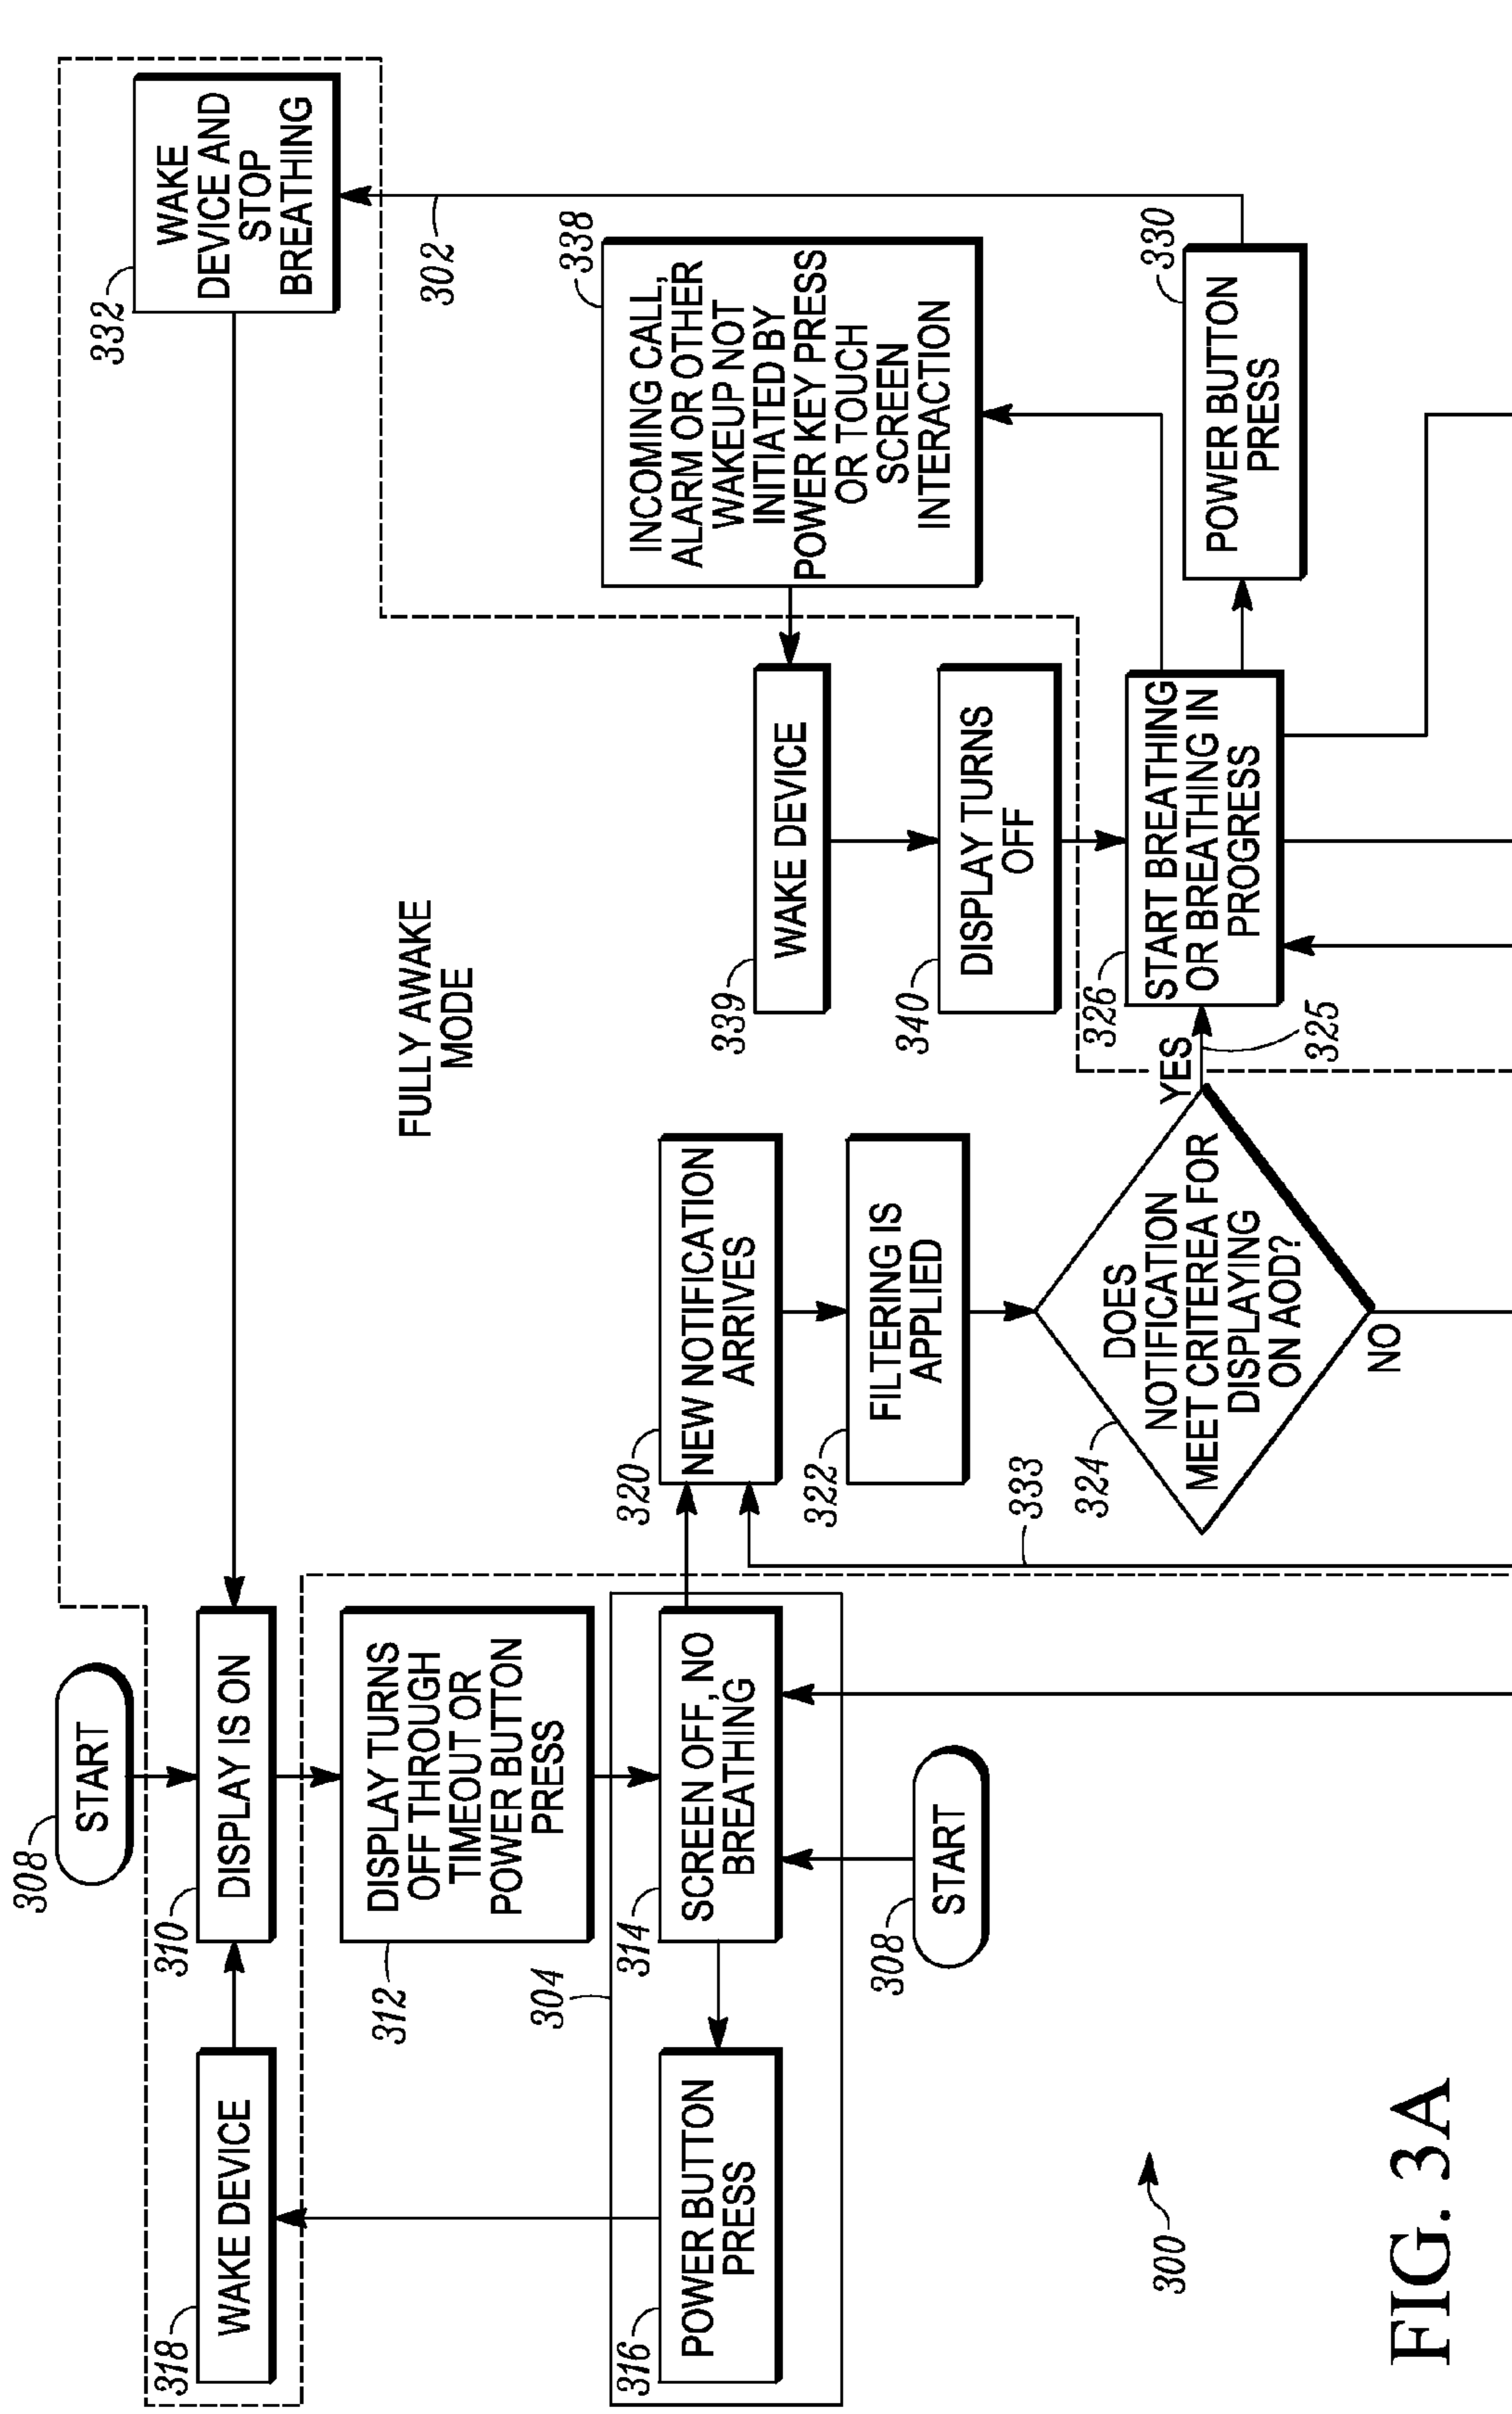 308
START
318
WAKE DEVICE
310
DISPLAY IS ON
332
WAKE
DEVICE AND
STOP
BREATHING
312
DISPLAY TURNS
OFF THROUGH
TIMEOUT OR
POWER BUTTON
PRESS
FULLY AWAKE
MODE
302
304
316
POWER BUTTON
PRESS
314
SCREEN OFF, NO
BREATHING
320
NEW NOTIFICATION
ARRIVES
338
INCOMING CALL,
ALARM OR OTHER
WAKEUP NOT
INITIATED BY
POWER KEY PRESS
OR TOUCH
SCREEN
INTERACTION
339
WAKE DEVICE
322
FILTERING IS
APPLIED
340
DISPLAY TURNS
OFF
308
START
333
324
DOES
NOTIFICATION
MEET CRITEREA FOR
DISPLAYING
ON AOD?
YES
NO
325
326
START BREATHING
OR BREATHING IN
PROGRESS
330
POWER BUTTON
PRESS
300
FIG. 3A